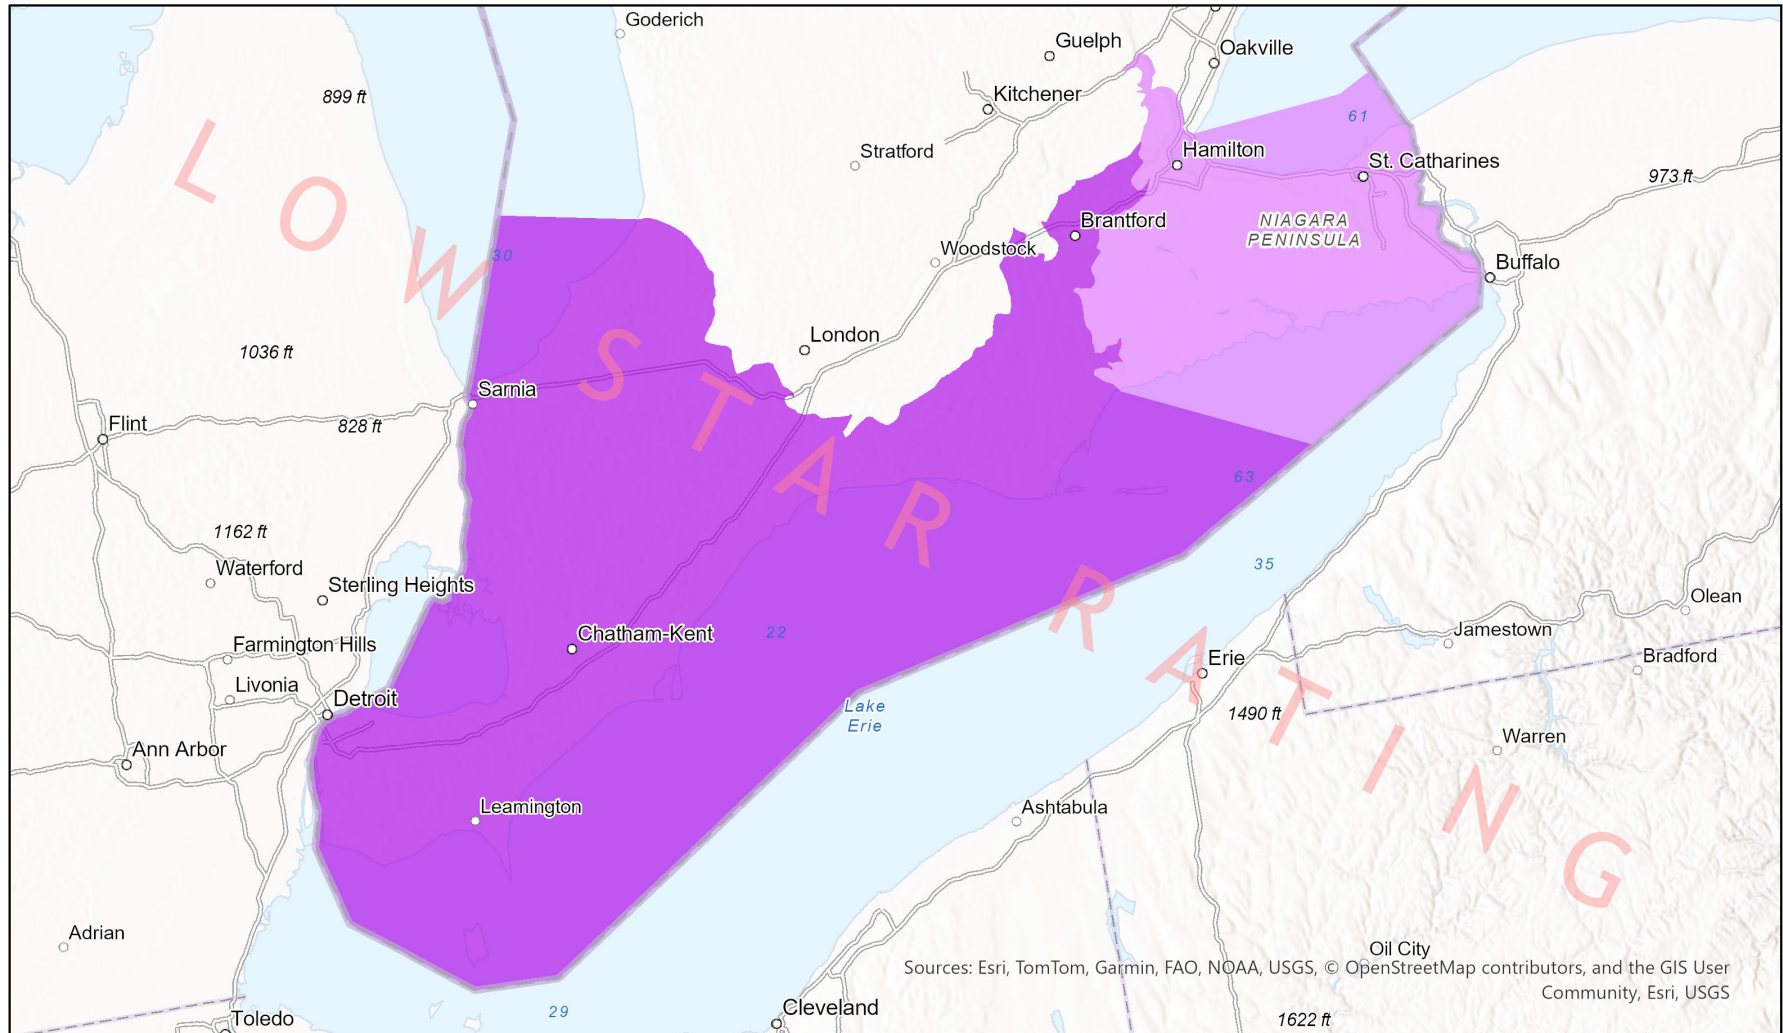 Goderich
Guelph
Oakville
899 ft
Kitchener
61
Stratford
Hamilton
St. Catharines
973 ft
Brantford
NIAGARA
PENINSULA
Woodstock
30
Buffalo
London
1036 ft
Sarnia
Flint
828 ft
63
1162 ft
Waterford
Sterling Heights
35
Olean
Chatham-Kent
22
Jamestown
Farmington Hills
Erie
Bradford
Livonia
Detroit
Lake
Erie
1490 ft
Warren
Ann Arbor
Leamington
Ashtabula
Adrian
Oil City
Sources: Esri, TomTom, Garmin, FAO, NOAA, USGS, © OpenStreetMap contributors, and the GIS User
Community, Esri, USGS
29
Cleveland
Toledo
1622 ft
LOW STAR RATING